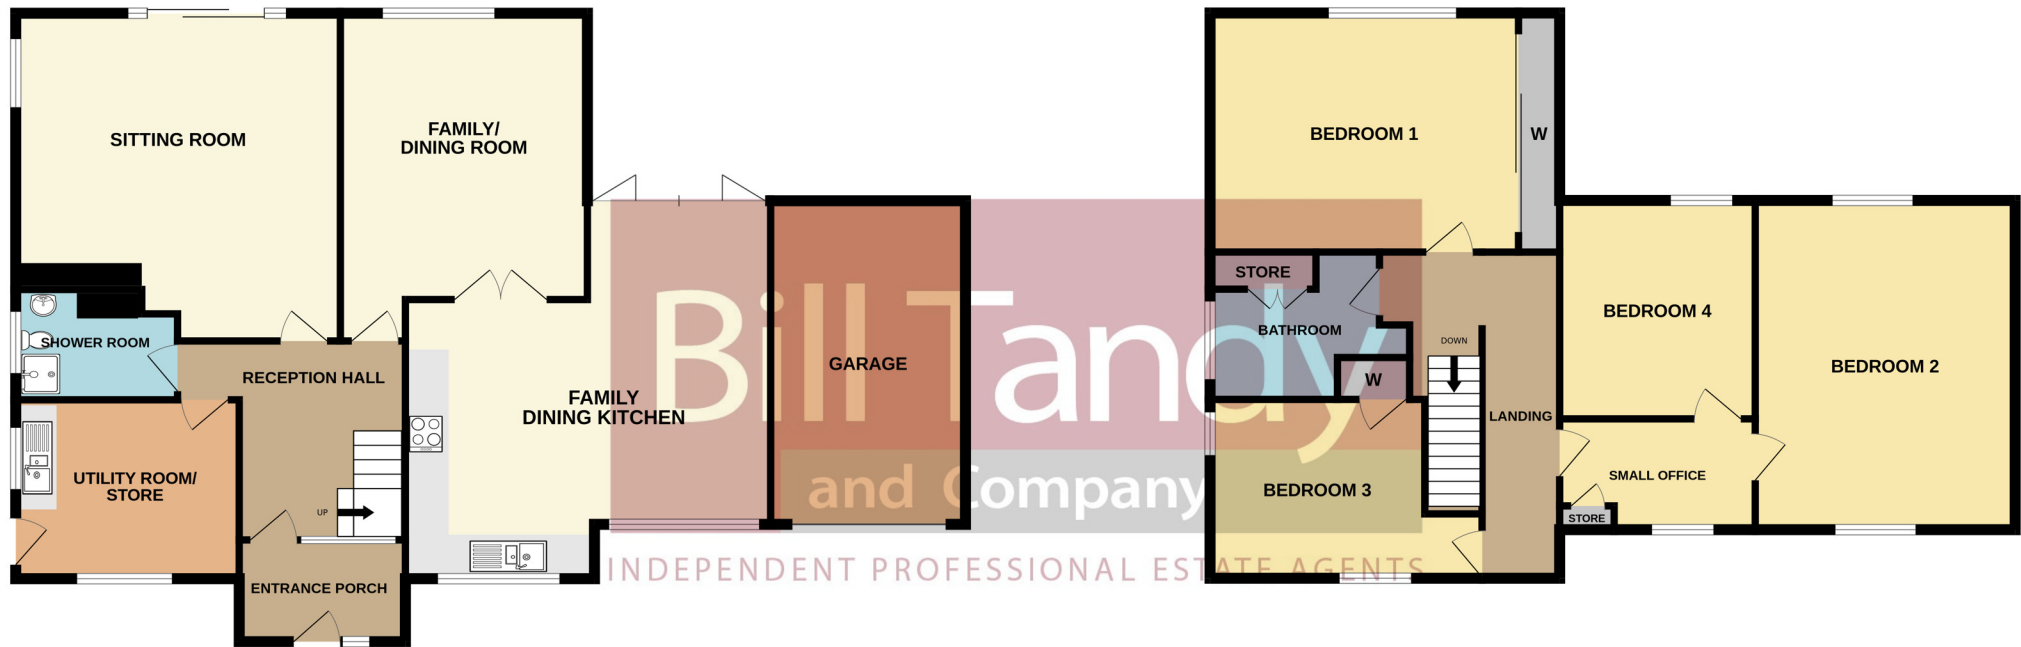 SITTING ROOM
FAMILY/
DINING ROOM
SHOWER ROOM
RECEPTION HALL
UTILITY ROOM/
STORE
UP
ENTRANCE PORCH
FAMILY
DINING KITCHEN
GARAGE
BEDROOM 1
W
STORE
BATHROOM
W
DOWN
LANDING
BEDROOM 3
BEDROOM 4
BEDROOM 2
SMALL OFFICE
STORE
Bill Tandy
and Company
INDEPENDENT PROFESSIONAL ESTATE AGENTS